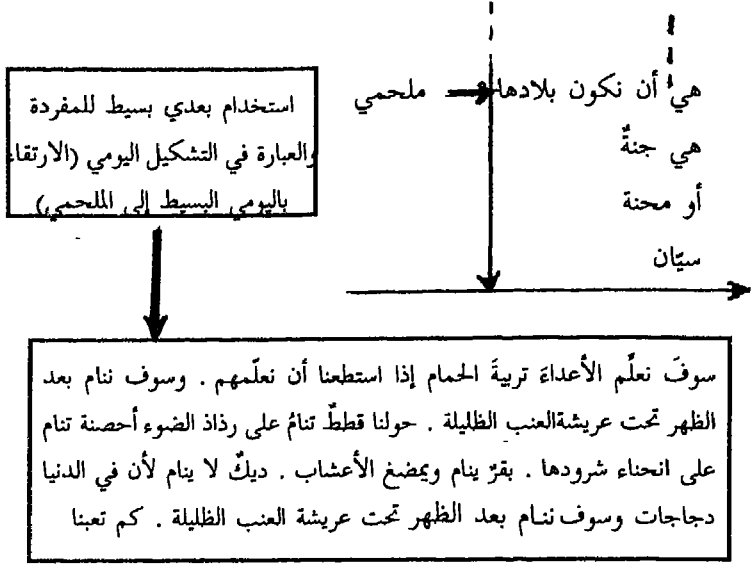 هي أن نكون بلادها ملحمي
هي جنةٌ
أو محنة
سيّان
استخدام بعدي بسيط للمفردة
والعبارة في التشكيل اليومي (الارتقاء
باليومي البسيط إلى الملحمي)
سوفَ نعلِّم الأعداءَ تربيةَ الحمام إذا استطعنا أن نعلّمهم . وسوف ننام بعد
الظهر تحت عريشة العنب الظليلة . حولنا قططٌ تنامُ على رذاذ الضوء أحصنة تنام
على انحناء شرودها . بقرٌ ينام ويمضغ الأعشاب . ديكٌ لا ينام لأن في الدنيا
دجاجات وسوف ننام بعد الظهر تحت عريشة العنب الظليلة . كم تعبنا